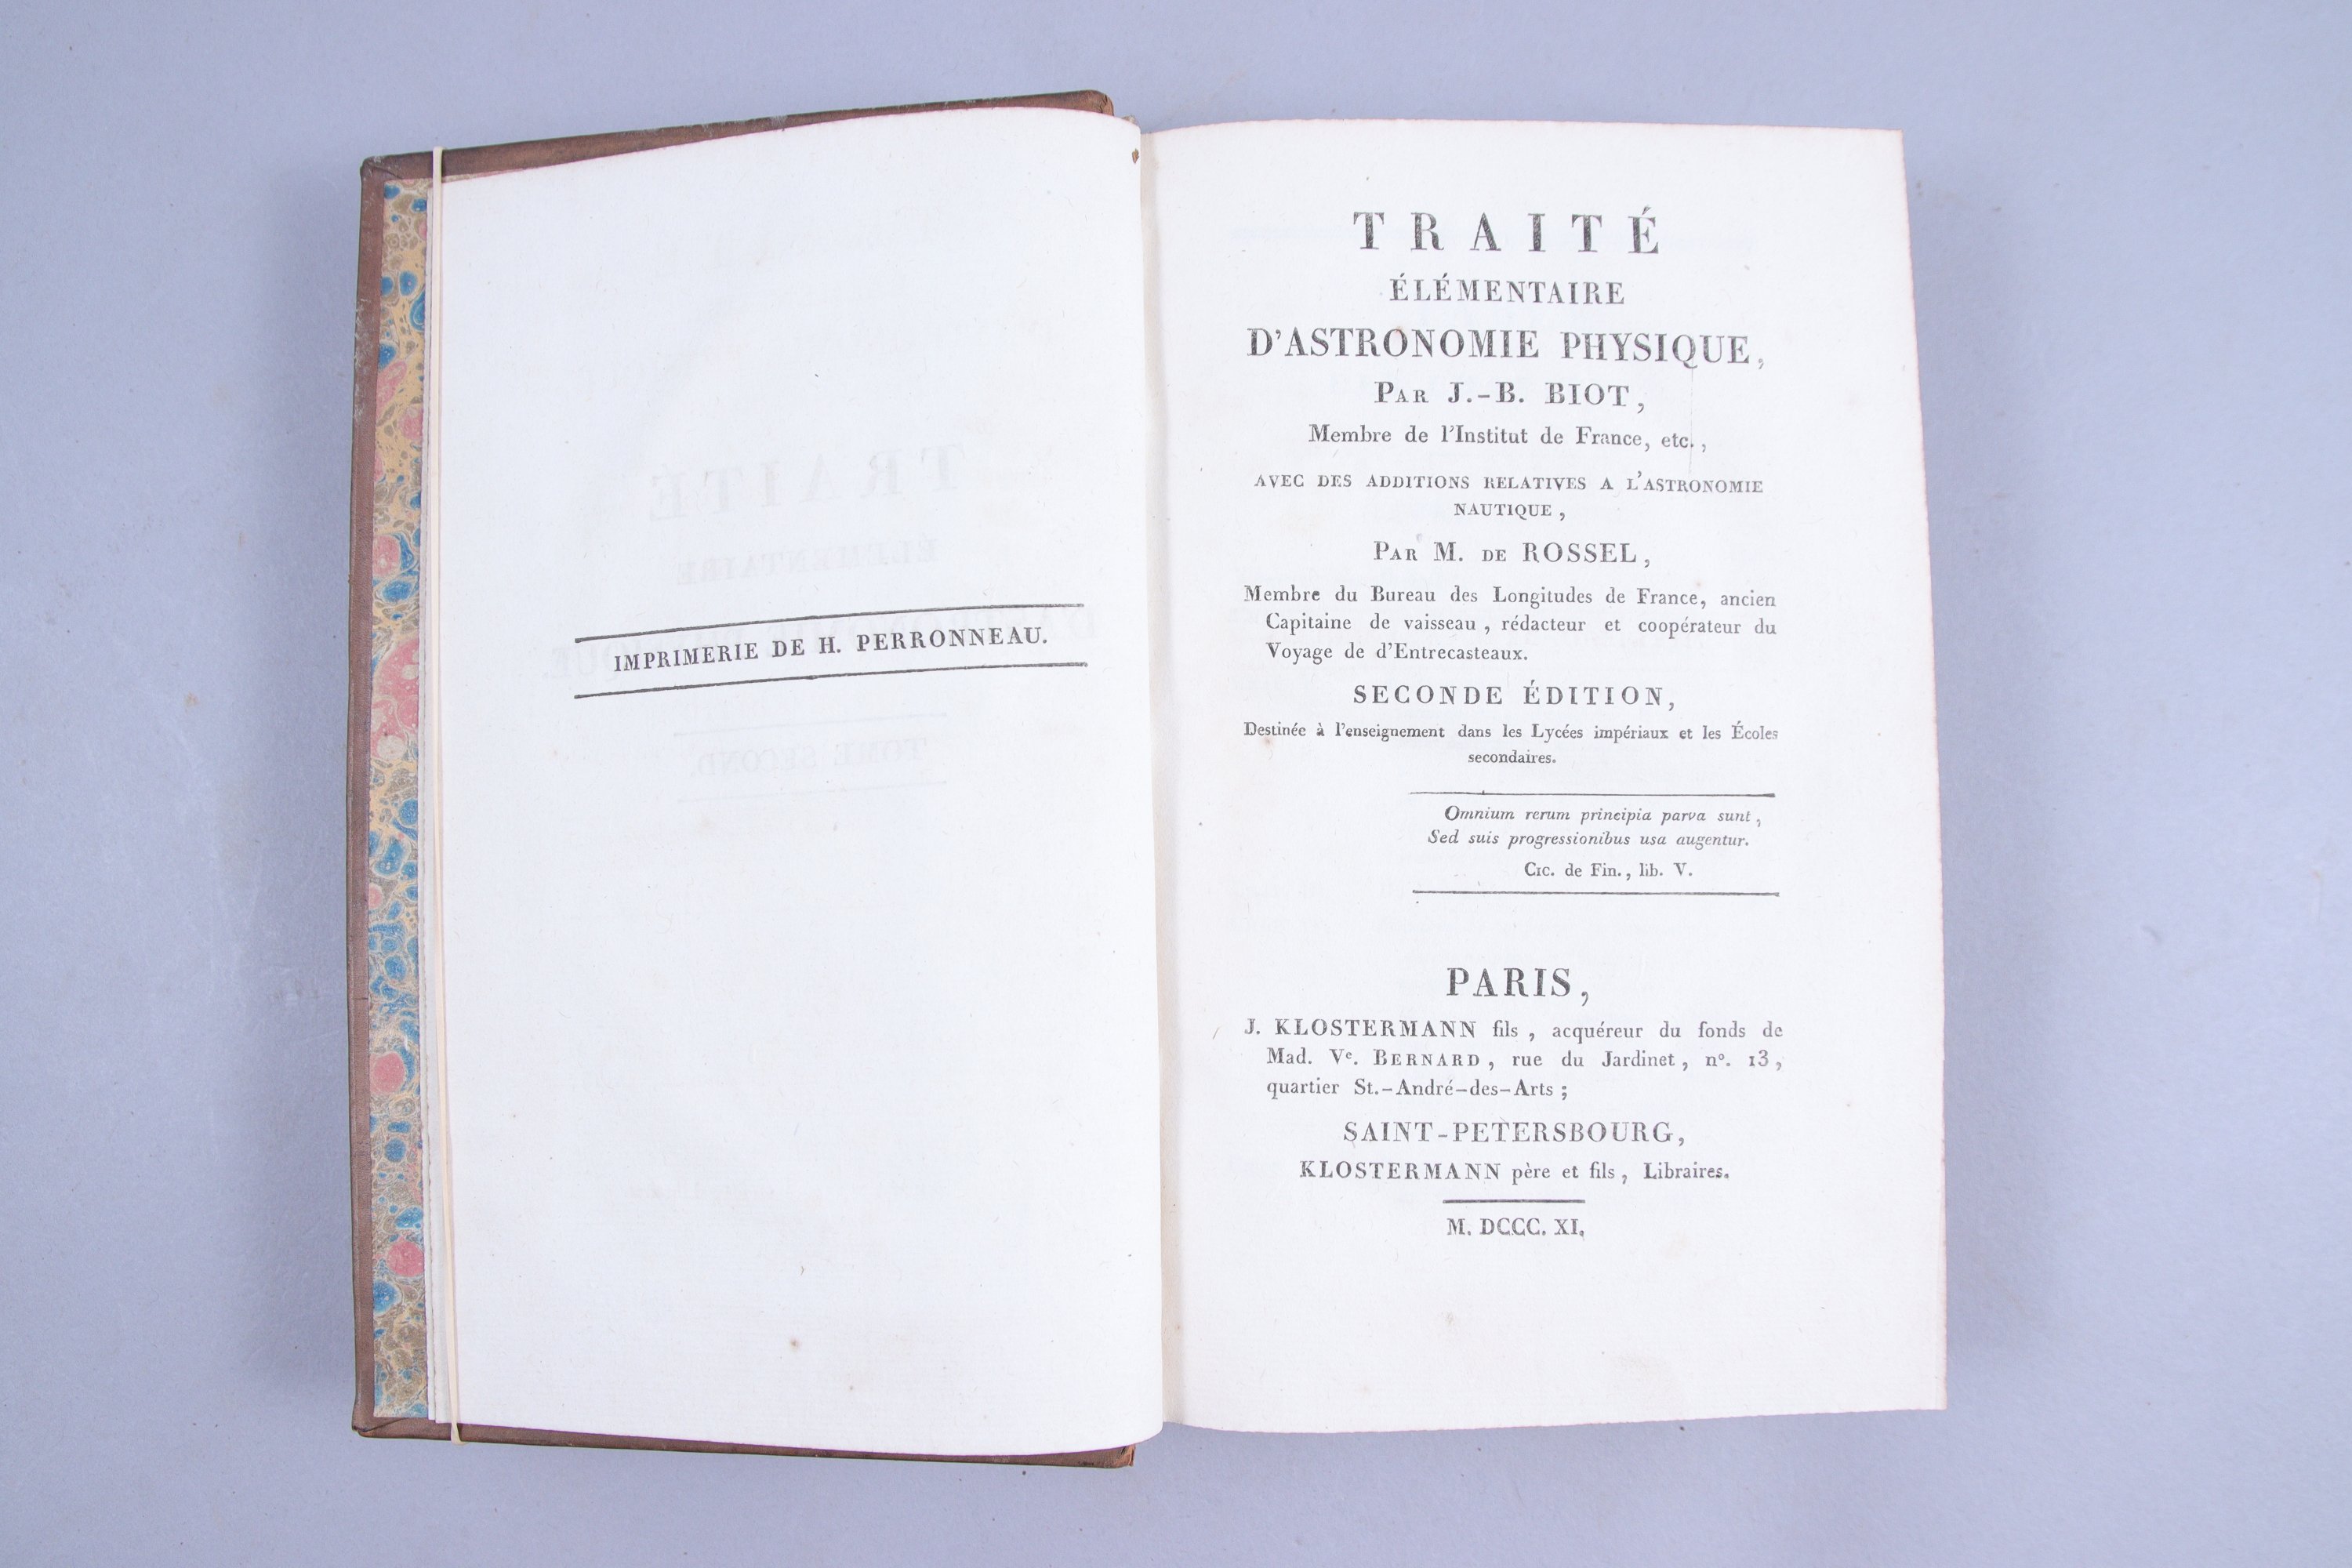 IMPRIMERIE DE H. PERRONNEAU.
TRAITÉ
ÉLÉMENTAIRE
D'ASTRONOMIE PHYSIQUE,
PAR J.-B. BIOT,
Membre de l'Institut de France, etc.,
AVEC DES ADDITIONS RELATIVES A L'ASTRONOMIE
NAUTIQUE,
PAR M. DE ROSSEL,
Membre du Bureau des Longitudes de France, ancien
Capitaine de vaisseau, rédacteur et coopérateur du
Voyage de d'Entrecasteaux.
SECONDE ÉDITION,
Destinée à l'enseignement dans les Lycées impériaux et les Écoles
secondaires.
Omnium rerum principia parva sunt,
Sed suis progressionibus usa augentur.
CIC. de Fin., lib. V.
PARIS,
J. KLOSTERMANN fils, acquéreur du fonds de
Mad. Ve. BERNARD, rue du Jardinet, nº. 13,
quartier St.-André-des-Arts;
SAINT-PETERSBOURG,
KLOSTERMANN père et fils, Libraires.
M. DCCC. XI.